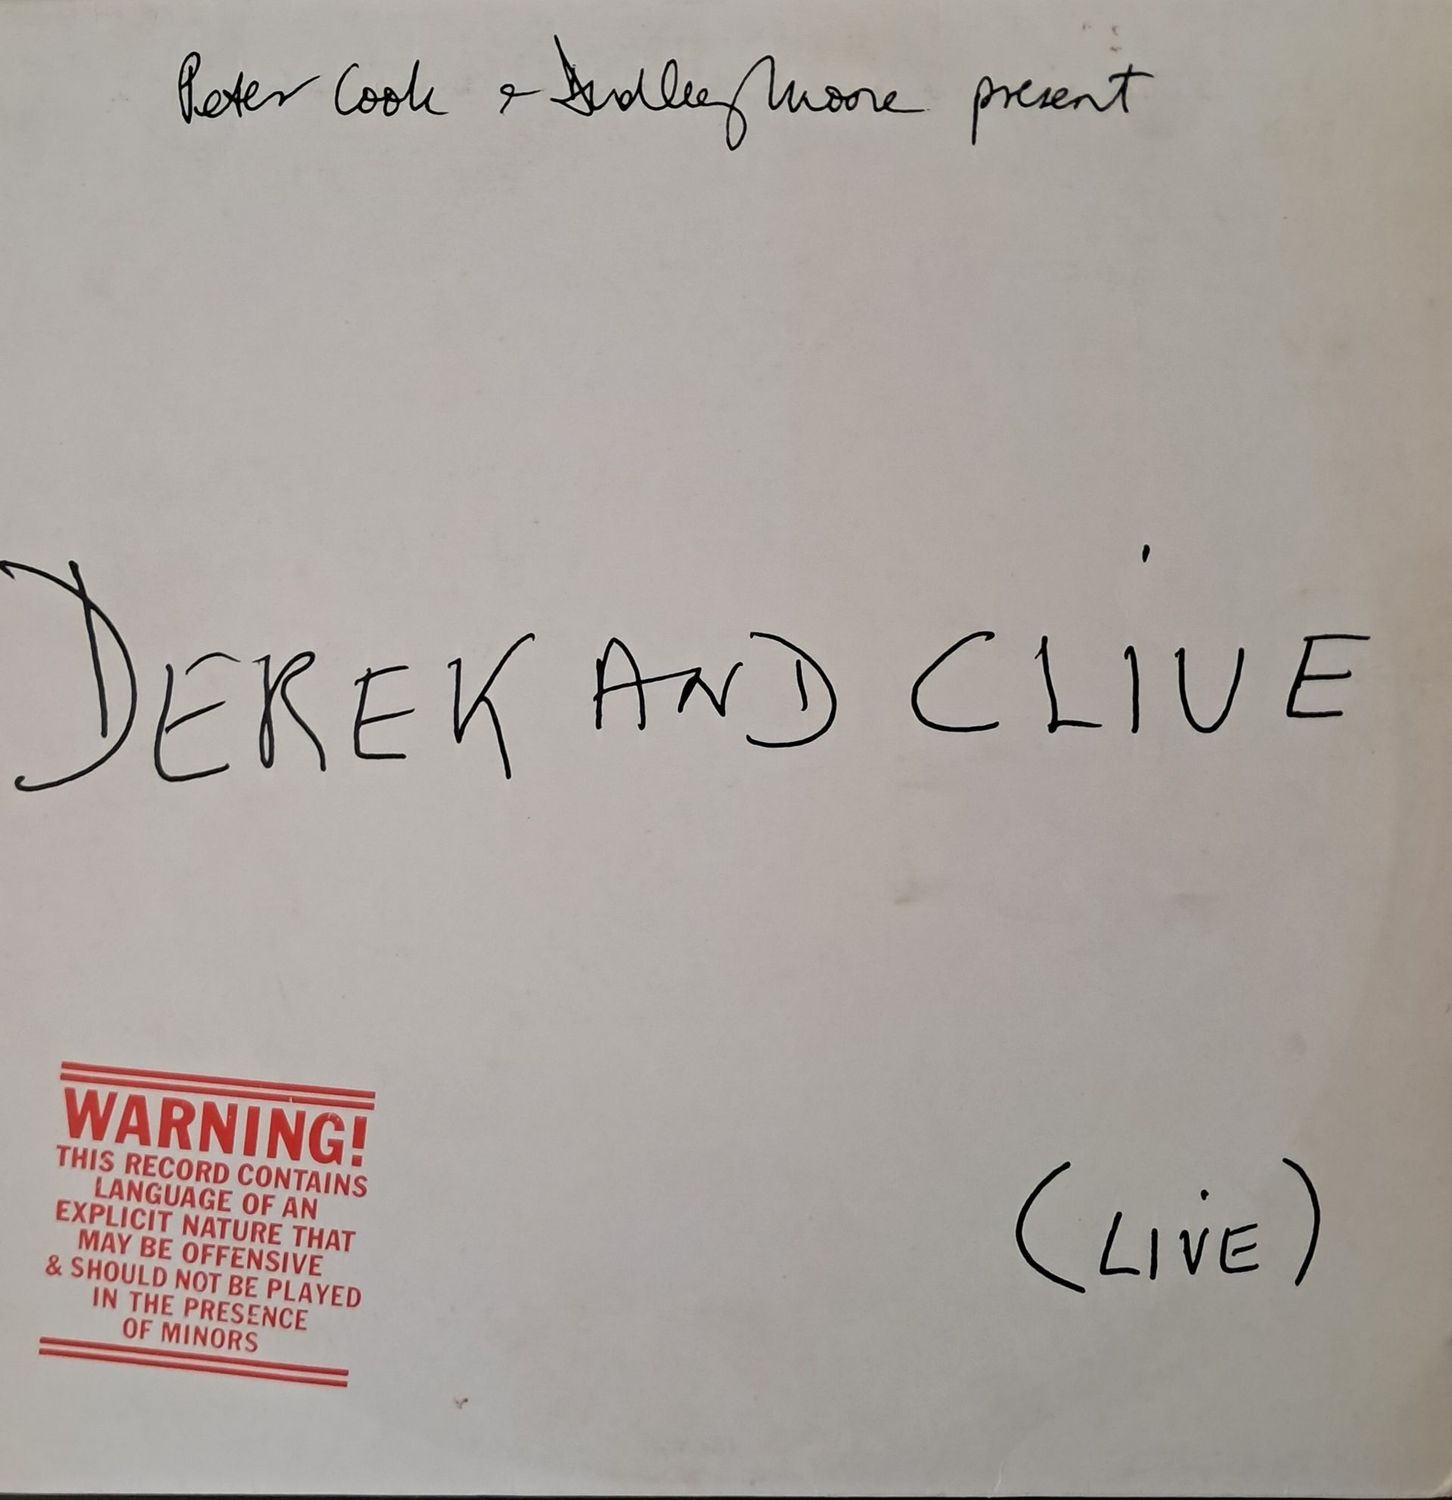 Peter Cook & Dudley Moore present
DEREK AND CLiVE
WARNING!
THIS RECORD CONTAINS
LANGUAGE OF AN
EXPLICIT NATURE THAT
MAY BE OFFENSIVE
& SHOULD NOT BE PLAYED
IN THE PRESENCE
OF MINORS
(LiVE)